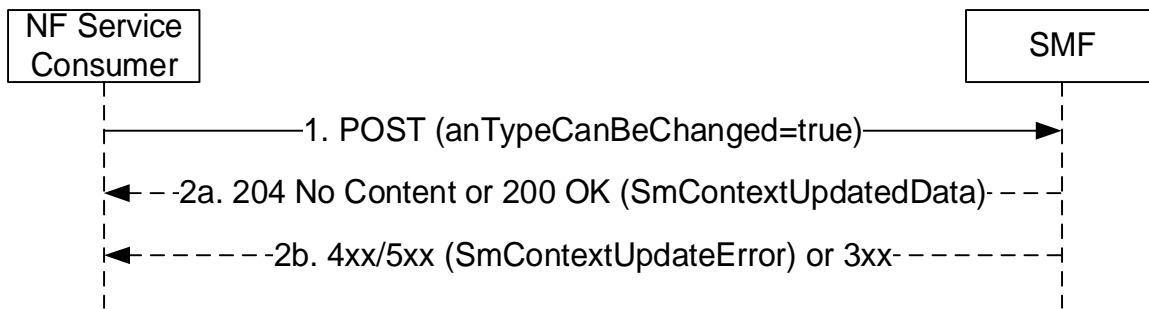 NF Service
Consumer
SMF
1. POST (anTypeCanBeChanged=true)
2a. 204 No Content or 200 OK (SmContextUpdatedData)
2b. 4xx/5xx (SmContextUpdateError) or 3xx